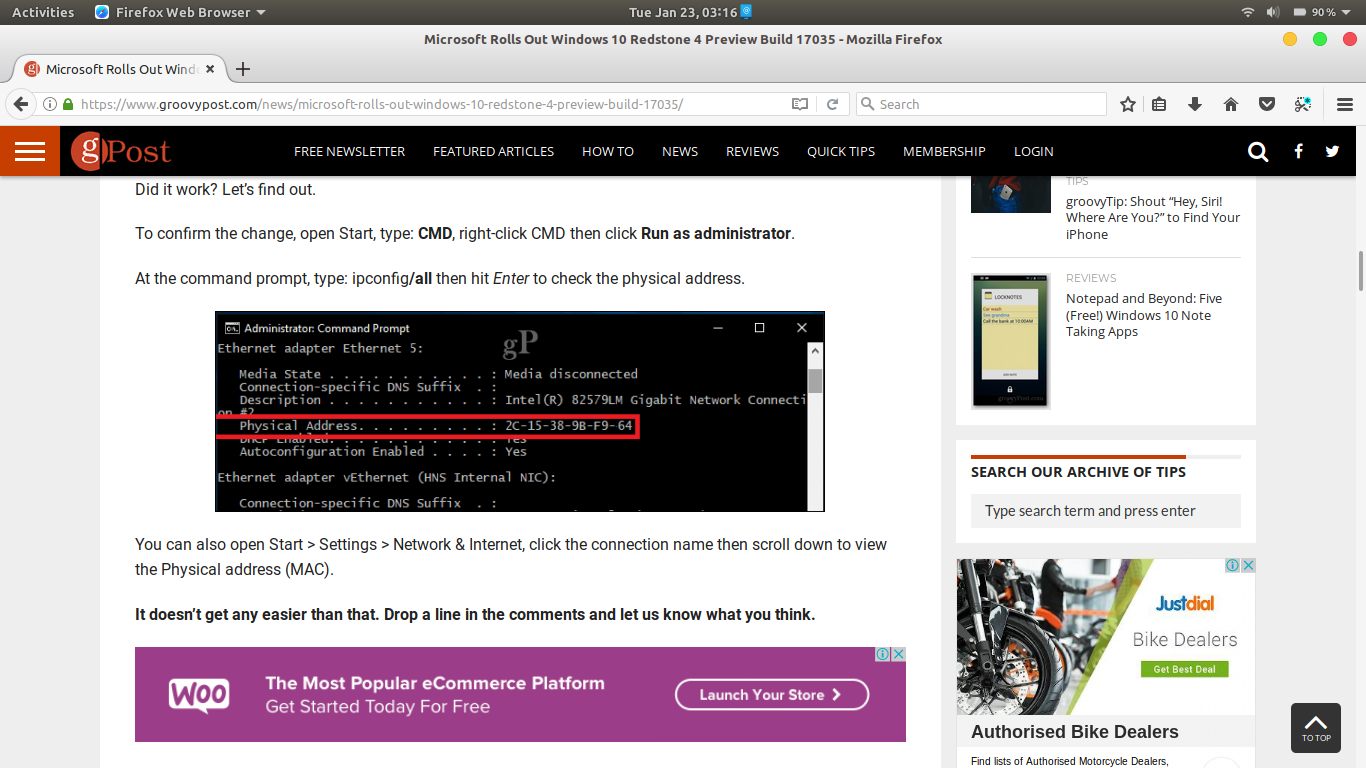 Activities
Firefox Web Browser
Tue Jan 23, 03:16
90 %
Microsoft Rolls Out Windows 10 Redstone 4 Preview Build 17035 - Mozilla Firefox
Microsoft Rolls Out Wind
https://www.groovypost.com/news/microsoft-rolls-out-windows-10-redstone-4-preview-build-17035/
Search
gPost
FREE NEWSLETTER
FEATURED ARTICLES
HOW TO
NEWS
REVIEWS
QUICK TIPS
MEMBERSHIP
LOGIN
Did it work? Let's find out.
To confirm the change, open Start, type: CMD, right-click CMD then click Run as administrator.
At the command prompt, type: ipconfig/all then hit Enter to check the physical address.
Administrator: Command Prompt
gP
Ethernet adapter Ethernet 5:
Media State . . . . . . . . . . . : Media disconnected
Connection-specific DNS Suffix . :
Description . . . . . . . . . . . : Intel(R) 82579LM Gigabit Network Connecti
on #2
Physical Address. . . . . . . . . : 2C-15-38-9B-F9-64
DHCP Enabled. . . . . . . . . . . : Yes
Autoconfiguration Enabled . . . . : Yes
Ethernet adapter vEthernet (HNS Internal NIC):
Connection-specific DNS Suffix . :
You can also open Start > Settings > Network & Internet, click the connection name then scroll down to view
the Physical address (MAC).
It doesn't get any easier than that. Drop a line in the comments and let us know what you think.
WOO
The Most Popular eCommerce Platform
Get Started Today For Free
Launch Your Store
TIPS
groovyTip: Shout "Hey, Siri!
Where Are You?" to Find Your
iPhone
LOCKNOTES
Car wash
See grandma
Call the bank at 10:00AM
REVIEWS
Notepad and Beyond: Five
(Free!) Windows 10 Note
Taking Apps
SEARCH OUR ARCHIVE OF TIPS
Type search term and press enter
Justdial
Bike Dealers
Get Best Deal
Authorised Bike Dealers
Find lists of Authorised Motorcycle Dealers,
TO TOP